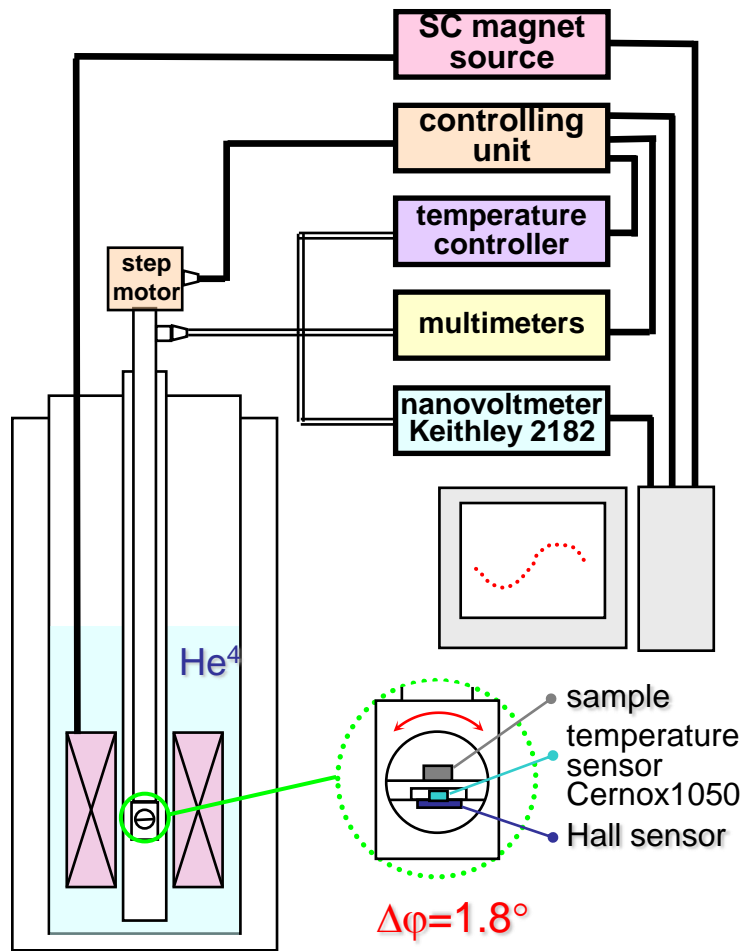 SC magnet
source
controlling
unit
temperature
controller
step
motor
multimeters
nanovoltmeter
Keithley 2182
He⁴
sample
temperature
sensor
Cernox1050
Hall sensor
Δφ=1.8°